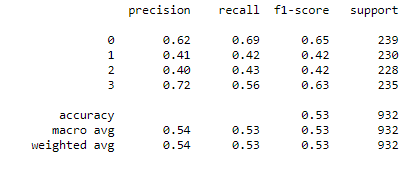 precision recall f1-score support
0 0.62 0.69 0.65 239
1 0.41 0.42 0.42 230
2 0.40 0.43 0.42 228
3 0.72 0.56 0.63 235
accuracy 0.53 932
macro avg 0.54 0.53 0.53 932
weighted avg 0.54 0.53 0.53 932